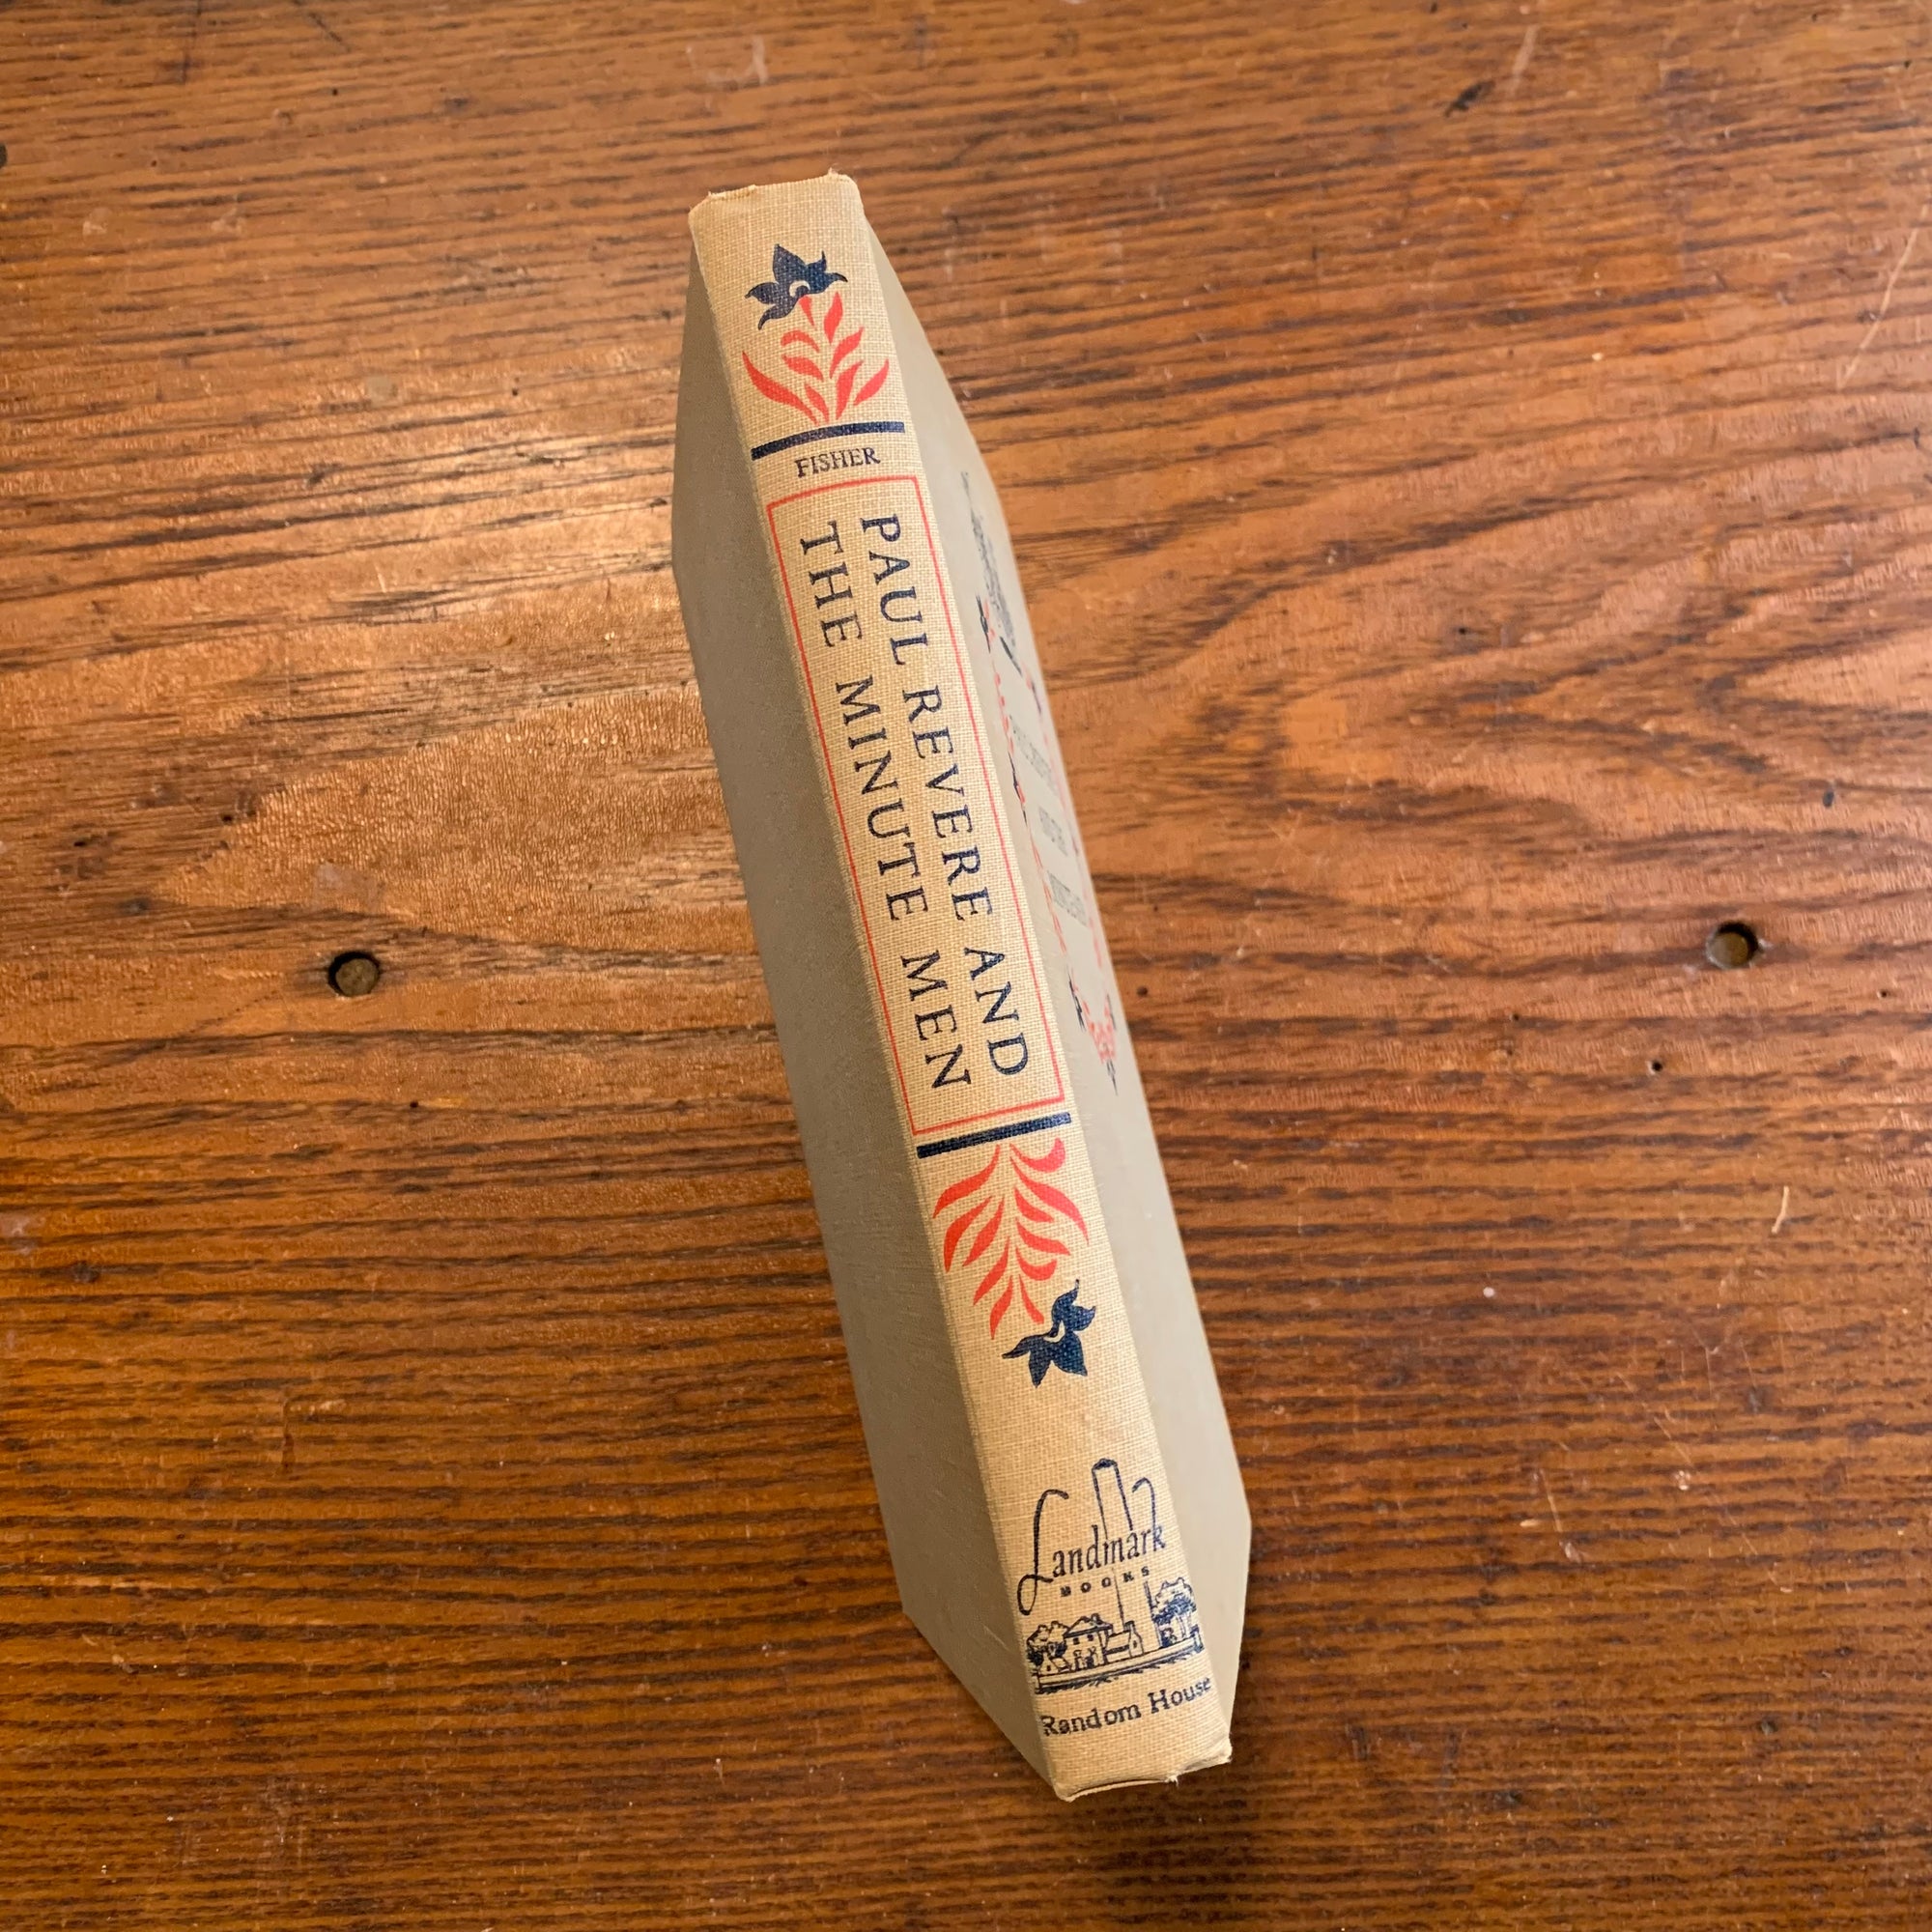 FISHER
PAUL REVERE AND
THE MINUTE MEN
Landmark
BOOKS
Random House